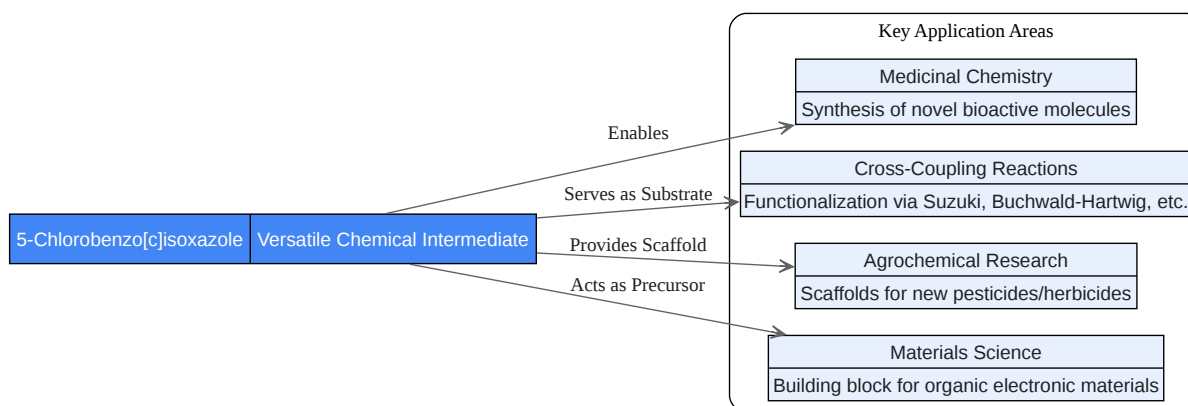 Key Application Areas
Medicinal Chemistry
Synthesis of novel bioactive molecules
Enables
Cross-Coupling Reactions
Serves as Substrate
Functionalization via Suzuki, Buchwald-Hartwig, etc.
5-Chlorobenzo[c]isoxazole
Versatile Chemical Intermediate
Provides Scaffold
Agrochemical Research
Scaffolds for new pesticides/herbicides
Acts as Precursor
Materials Science
Building block for organic electronic materials